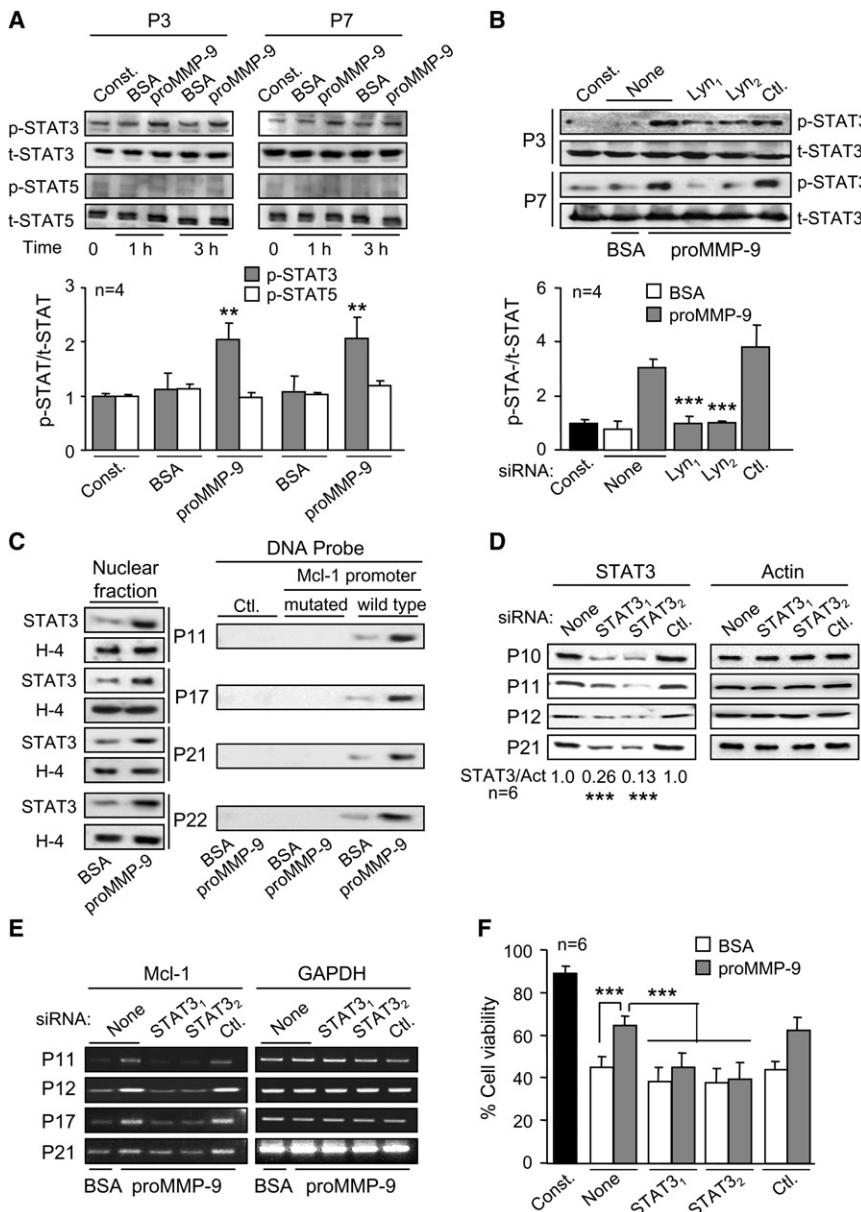 A
P3
P7
Const.
BSA
proMMP-9
BSA
proMMP-9
Const.
BSA
proMMP-9
BSA
proMMP-9
p-STAT3
t-STAT3
p-STAT5
t-STAT5
Time 0 1 h 3 h 0 1 h 3 h
p-STAT3
p-STAT5
n=4
**
**
p-STAT/t-STAT
3
2
1
0
Const.
BSA
proMMP-9
BSA
proMMP-9
B
Const.
None
Lyn1
Lyn2
Ctl.
P3
p-STAT3
t-STAT3
P7
p-STAT3
t-STAT3
BSA proMMP-9
n=4
BSA
proMMP-9
p-STA-/t-STAT
6
4
2
0
***
***
siRNA:
Const.
None
Lyn1
Lyn2
Ctl.
C
DNA Probe
Nuclear
fraction
Mcl-1 promoter
Ctl. mutated wild type
STAT3
H-4
P11
STAT3
H-4
P17
STAT3
H-4
P21
STAT3
H-4
P22
BSA
proMMP-9
BSA
proMMP-9
BSA
proMMP-9
BSA
proMMP-9
D
STAT3 Actin
siRNA:
None
STAT31
STAT32
Ctl.
None
STAT31
STAT32
Ctl.
P10
P11
P12
P21
STAT3/Act 1.0 0.26 0.13 1.0
n=6 *** ***
E
Mcl-1 GAPDH
siRNA:
None
STAT31
STAT32
Ctl.
None
STAT31
STAT32
Ctl.
P11
P12
P17
P21
BSA proMMP-9 BSA proMMP-9
F
n=6
BSA
proMMP-9
*** ***
% Cell viability
100
80
60
40
20
0
Const.
None
STAT31
STAT32
Ctl.